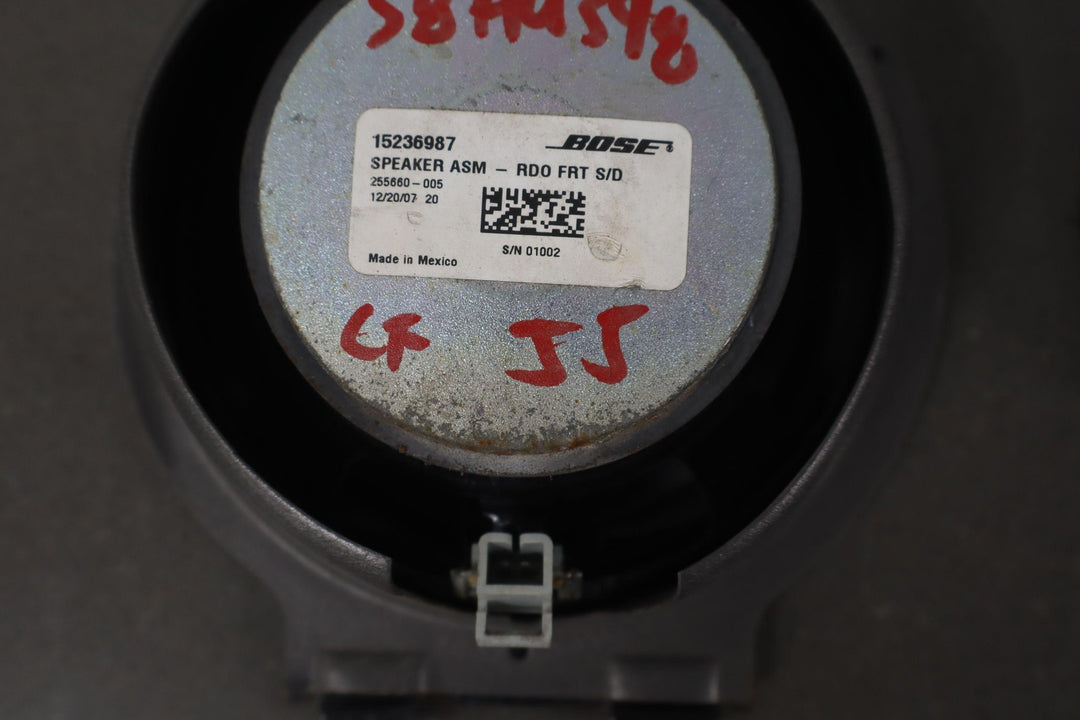 15236987 BOSE®
SPEAKER ASM – RDO FRT S/D
255660-005
12/20/07 20
S/N 01002
Made in Mexico
LF JJ